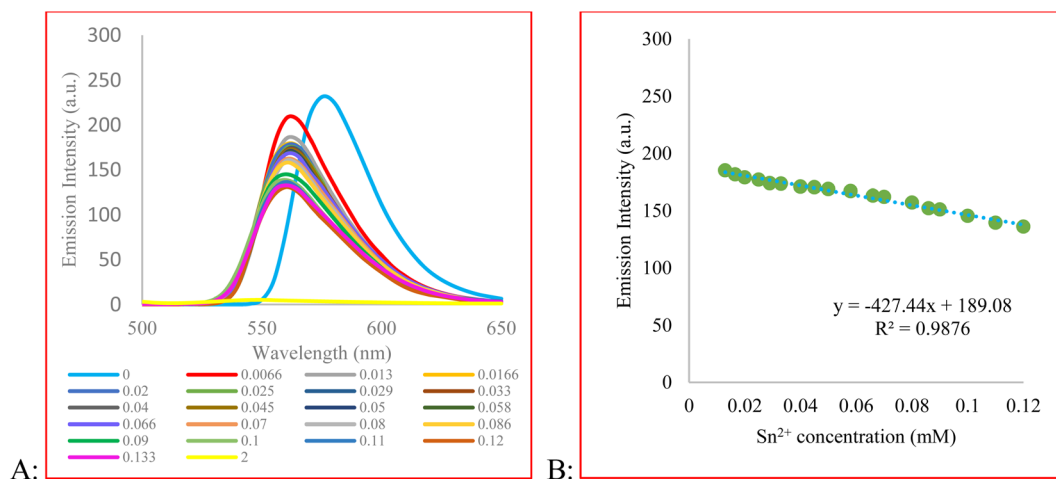 300
250
200
150
100
50
0
Emission Intensity (a.u.)
500 550 600 650
Wavelength (nm)
0 0.0066 0.013 0.0166
0.02 0.025 0.029 0.033
0.04 0.045 0.05 0.058
0.066 0.07 0.08 0.086
0.09 0.1 0.11 0.12
0.133 2
A:
300
250
200
150
100
50
0
Emission Intensity (a.u.)
y = -427.44x + 189.08
R² = 0.9876
0 0.02 0.04 0.06 0.08 0.1 0.12
Sn²⁺ concentration (mM)
B: